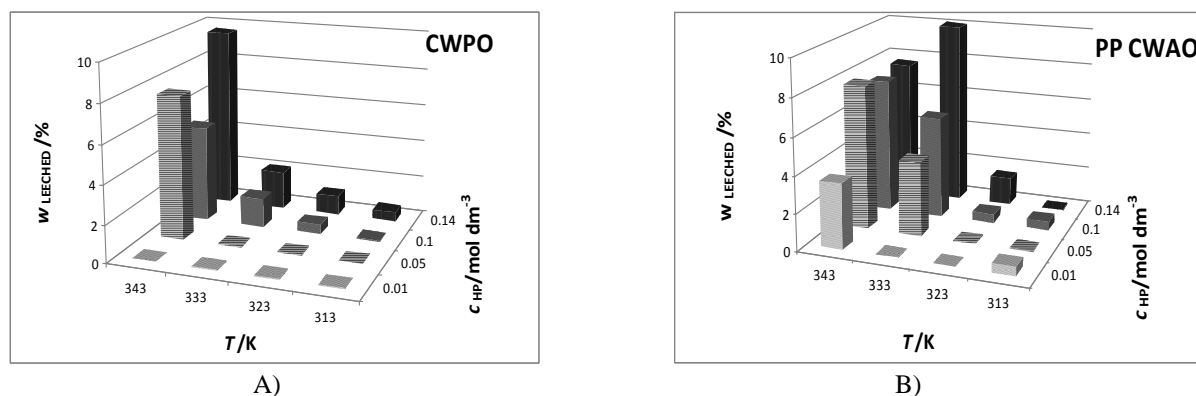 CWPO
10
8
6
4
2
0
w LEECHED /%
343
333
323
313
T/K
0.14
0.1
0.05
0.01
c HP/mol dm-3
A)
PP CWAO
10
8
6
4
2
0
w LEECHED /%
343
333
323
313
T/K
0.14
0.1
0.05
0.01
c HP/mol dm-3
B)